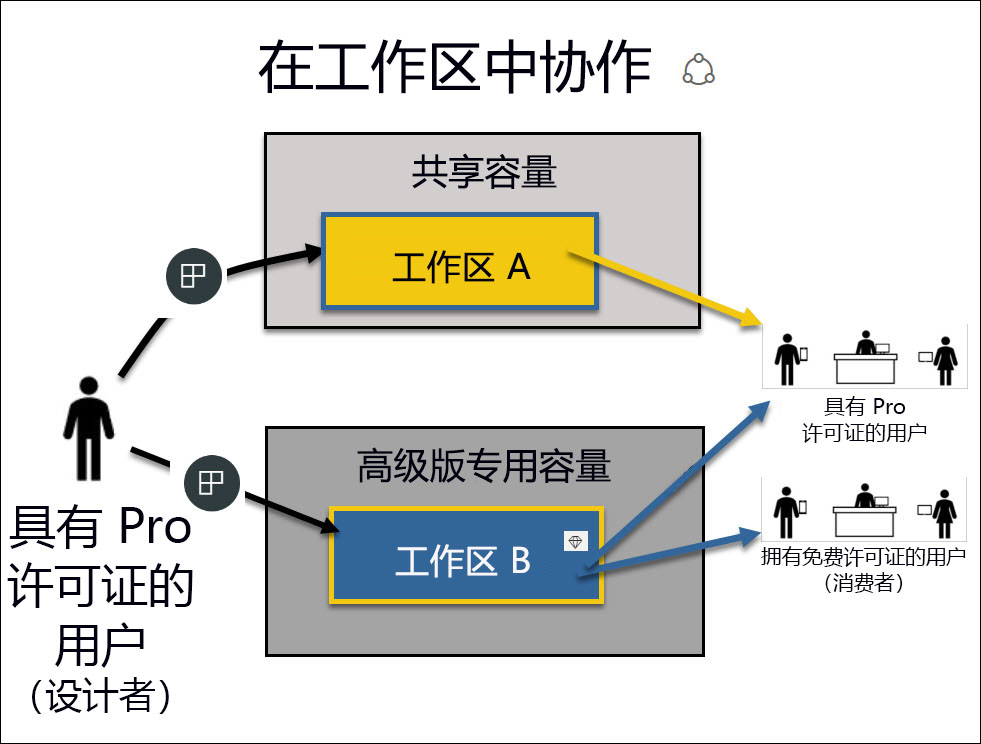 在工作区中协作
共享容量
工作区 A
具有 Pro
许可证的用户
高级版专用容量
工作区 B
拥有免费许可证的用户
（消费者）
具有 Pro
许可证的
用户
（设计者）